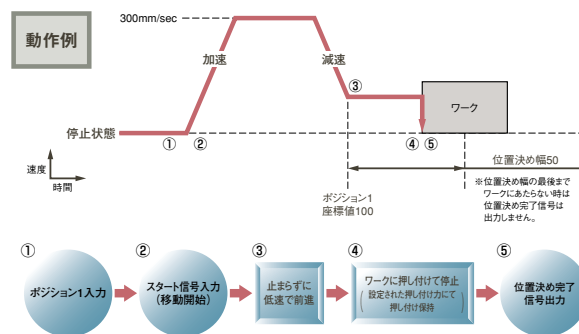 動作例
300mm/sec
加速
減速
③
ワーク
停止状態
①
②
④
⑤
速度
時間
位置決め幅50
ポジション1
座標値100
※位置決め幅の最後まで
ワークにあたらない時は
位置決め完了信号は
出力しません。
①
ポジション1入力
②
スタート信号入力
(移動開始)
③
止まらずに
低速で前進
④
ワークに押し付けて停止
(設定された押し付け力にて
押し付け保持)
⑤
位置決め完了
信号出力